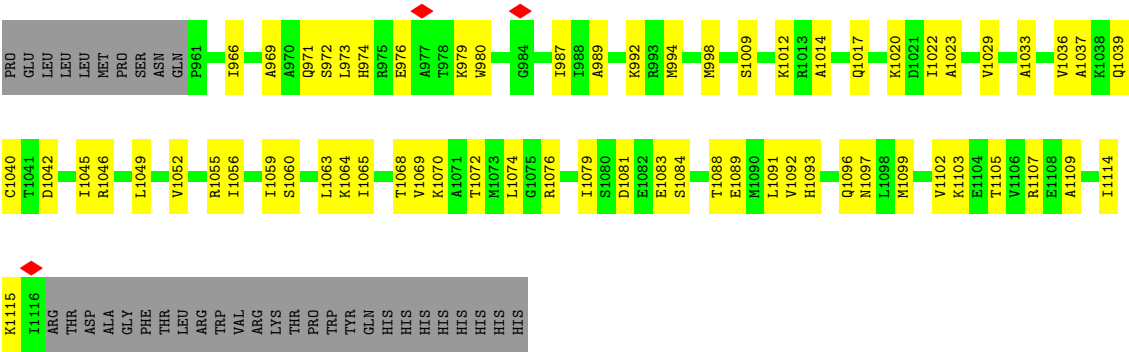 PRO GLU LEU LEU LEU MET PRO SER ASN GLN P961 I966 A969 A970 Q971 S972 L973 H974 R975 E976 A977 T978 K979 W980 G984 I987 I988 A989 K992 R993 M994 M998 S1009 K1012 R1013 A1014 Q1017 K1020 D1021 I1022 A1023 V1029 A1033 V1036 A1037 K1038 Q1039
C1040 T1041 D1042 I1045 R1046 L1049 V1052 R1055 I1056 I1059 S1060 L1063 K1064 I1065 T1068 V1069 K1070 A1071 T1072 M1073 L1074 G1075 R1076 I1079 S1080 D1081 E1082 E1083 S1084 T1088 E1089 M1090 L1091 V1092 H1093 Q1096 N1097 L1098 M1099 V1102 K1103 E1104 T1105 V1106 R1107 E1108 A1109 I1114
K1115 I1116 ARG THR ASP ALA GLY PHE THR LEU ARG TRP VAL ARG LYS THR PRO TRP TYR GLN HIS HIS HIS HIS HIS HIS HIS HIS